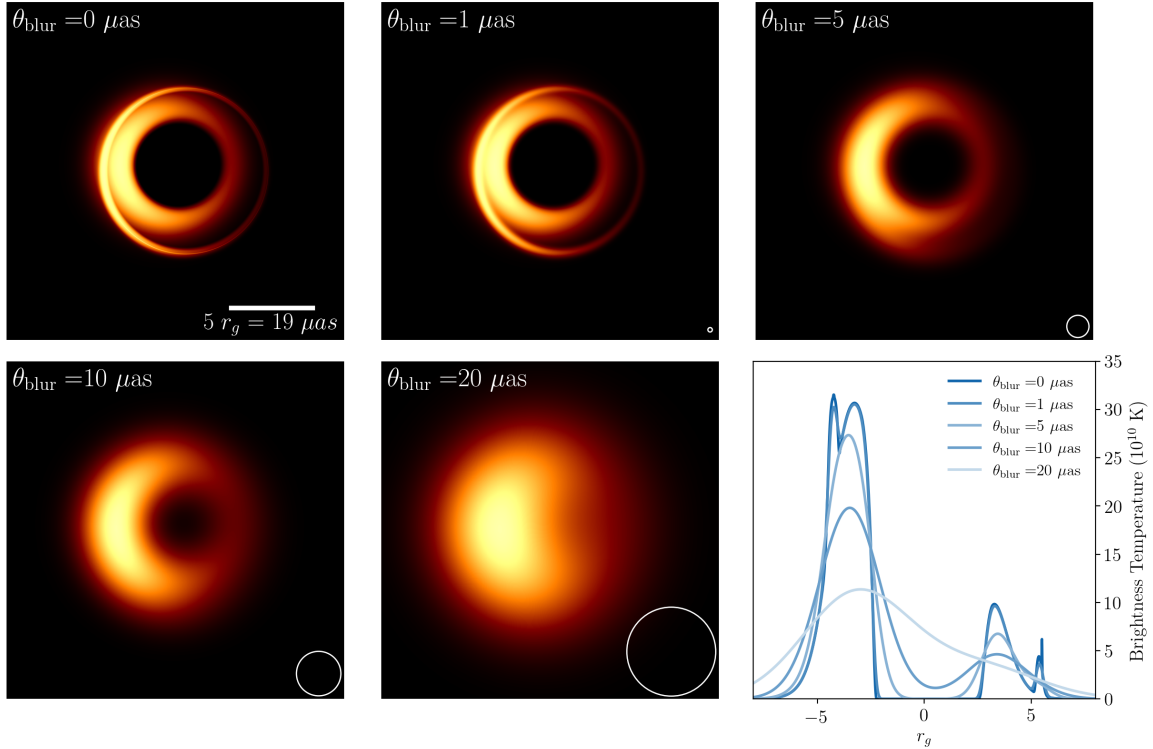 θblur =0 μas
θblur =1 μas
θblur =5 μas
5 rg = 19 μas
θblur =10 μas
θblur =20 μas
θblur =0 μas
θblur =1 μas
θblur =5 μas
θblur =10 μas
θblur =20 μas
35
30
25
20
15
10
5
0
Brightness Temperature (10^10 K)
−5
0
5
rg